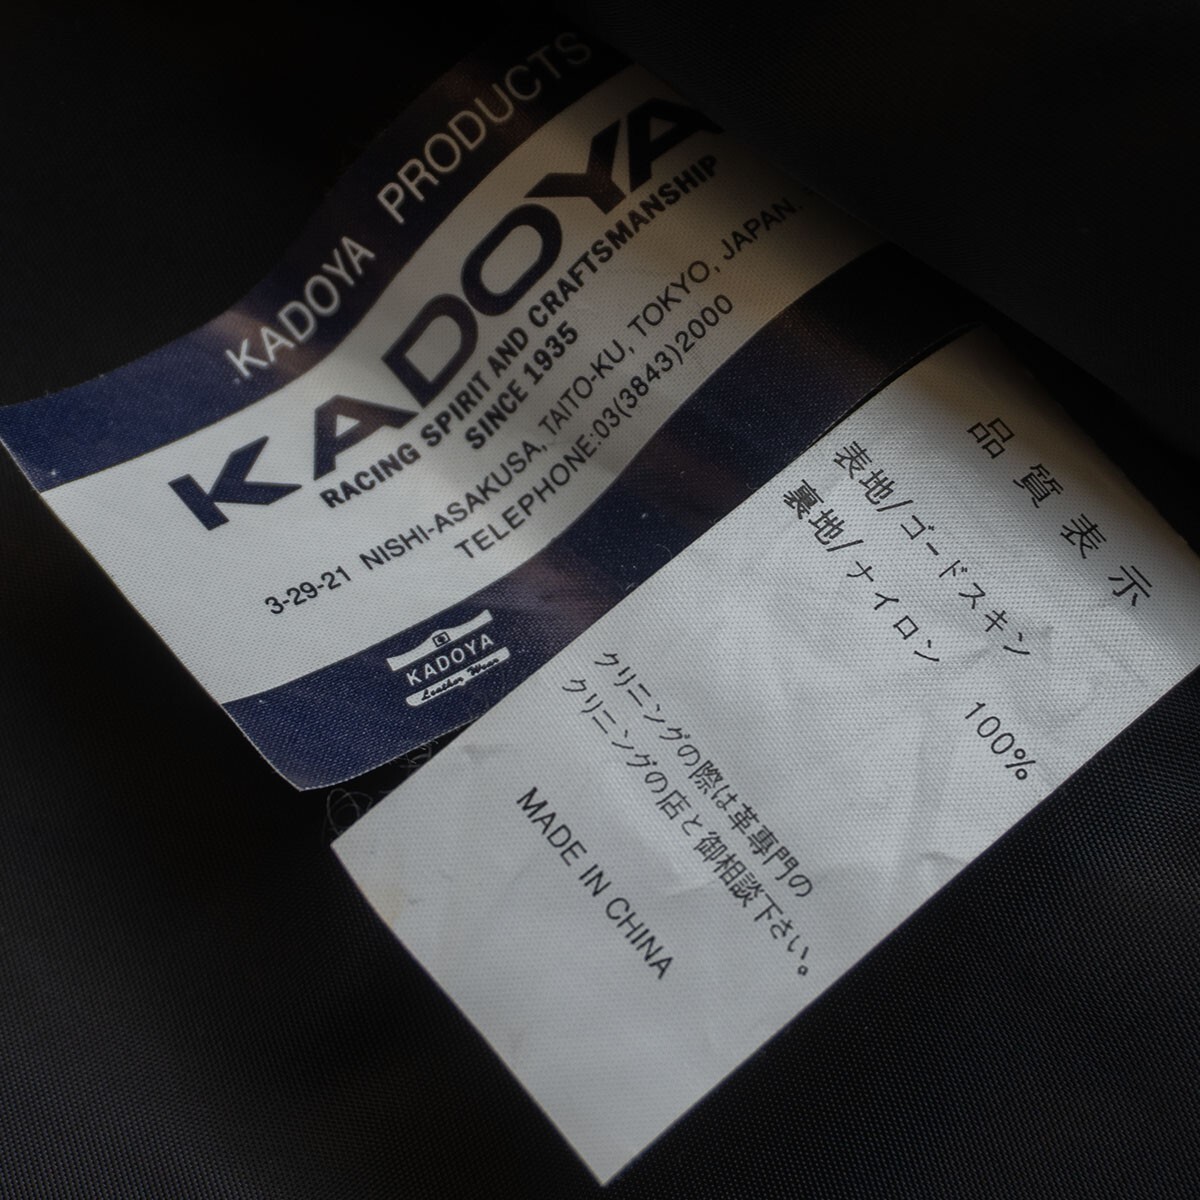 KADOYA PRODUCTS
KADOYA
RACING SPIRIT AND CRAFTSMANSHIP
SINCE 1935
3-29-21 NISHI-ASAKUSA, TAITO-KU, TOKYO, JAPAN.
TELEPHONE:03(3843)2000
KADOYA
Leather Wear
品質表示
表地/ゴードスキン
裏地/ナイロン 100%
クリーニングの際は革専門の
クリーニングの店と御相談下さい。
MADE IN CHINA